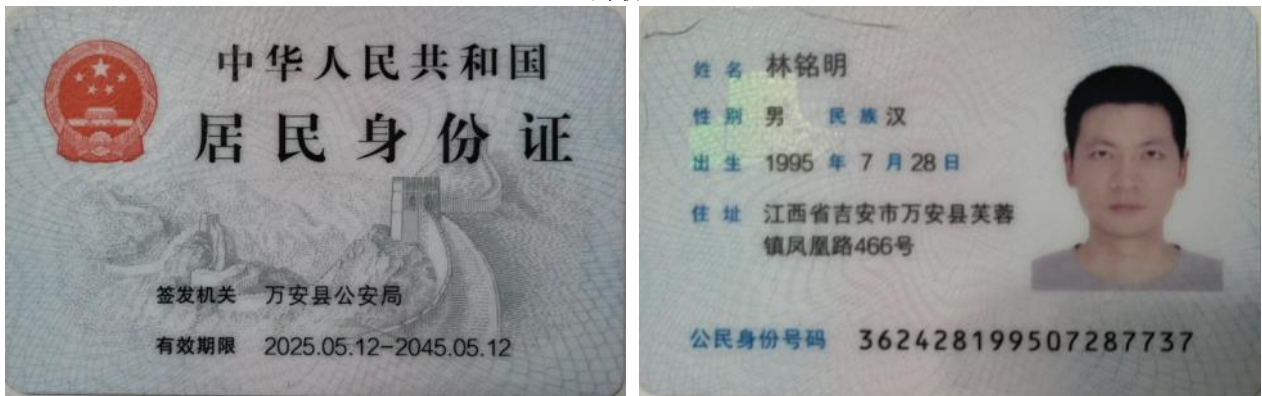 中华人民共和国
居民身份证
签发机关 万安县公安局
有效期限 2025.05.12-2045.05.12
姓名 林铭明
性别 男 民族 汉
出生 1995 年 7 月 28 日
住址 江西省吉安市万安县芙蓉
镇凤凰路466号
公民身份号码 362428199507287737